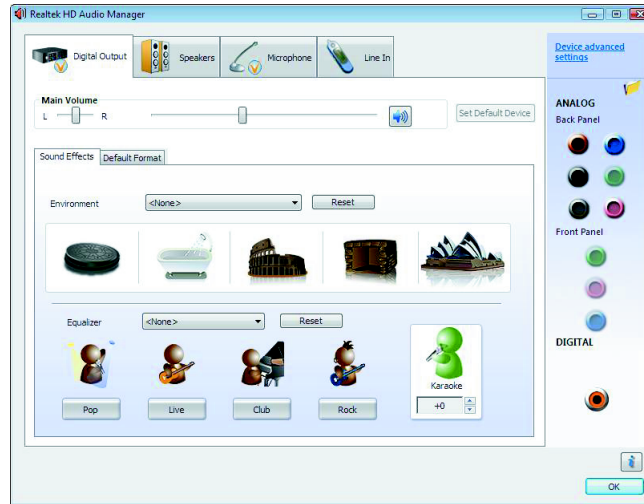 Realtek HD Audio Manager
Digital Output
Speakers
Microphone
Line In
Device advanced
settings
Main Volume
L
R
Set Default Device
ANALOG
Back Panel
Sound Effects
Default Format
Environment
<None>
Reset
Front Panel
Equalizer
<None>
Reset
DIGITAL
Karaoke
Pop
Live
Club
Rock
+0
i
OK